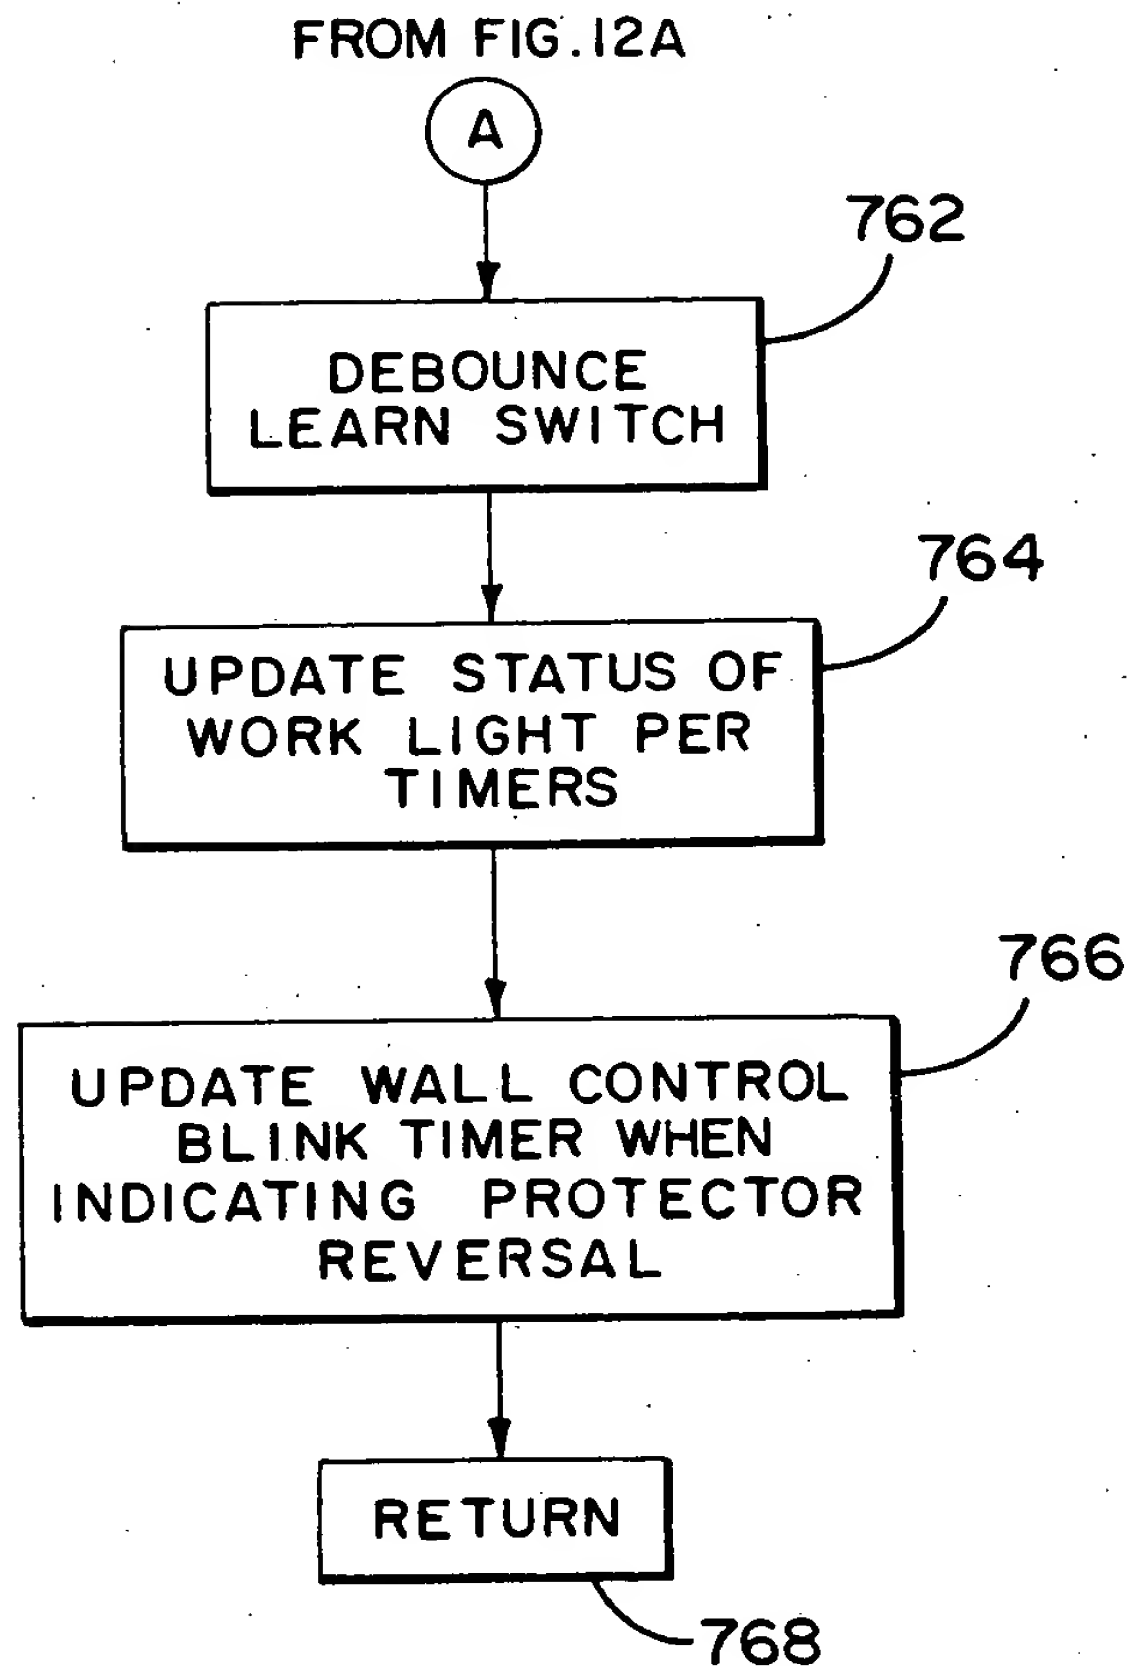 FROM FIG. 12A
A
762
DEBOUNCE
LEARN SWITCH
764
UPDATE STATUS OF
WORK LIGHT PER
TIMERS
766
UPDATE WALL CONTROL
BLINK TIMER WHEN
INDICATING PROTECTOR
REVERSAL
RETURN
768